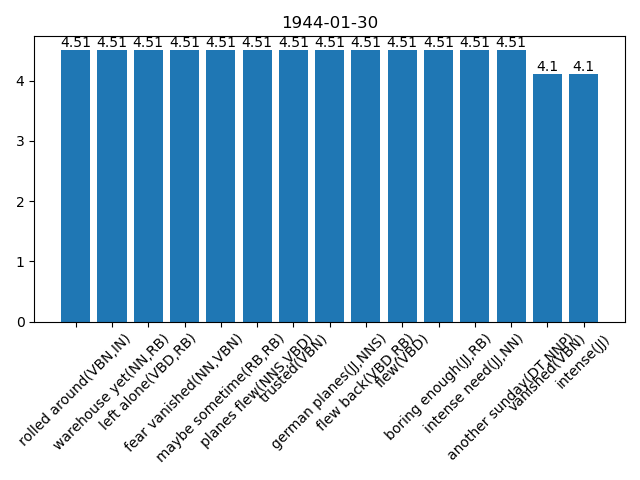 1944-01-30
4.51 4.51 4.51 4.51 4.51 4.51 4.51 4.51 4.51 4.51 4.51 4.51 4.51 4.1 4.1
4
3
2
1
0
rolled around(VBN,IN)
warehouse yet(NN,RB)
left alone(VBD,RB)
fear vanished(NN,VBN)
maybe sometime(RB,RB)
planes flew(NNS,VBD)
trusted(VBN)
german planes(JJ,NNS)
flew back(VBD,RB)
flew(VBD)
boring enough(JJ,RB)
intense need(JJ,NN)
another sunday(DT,NNP)
vanished(VBN)
intense(JJ)